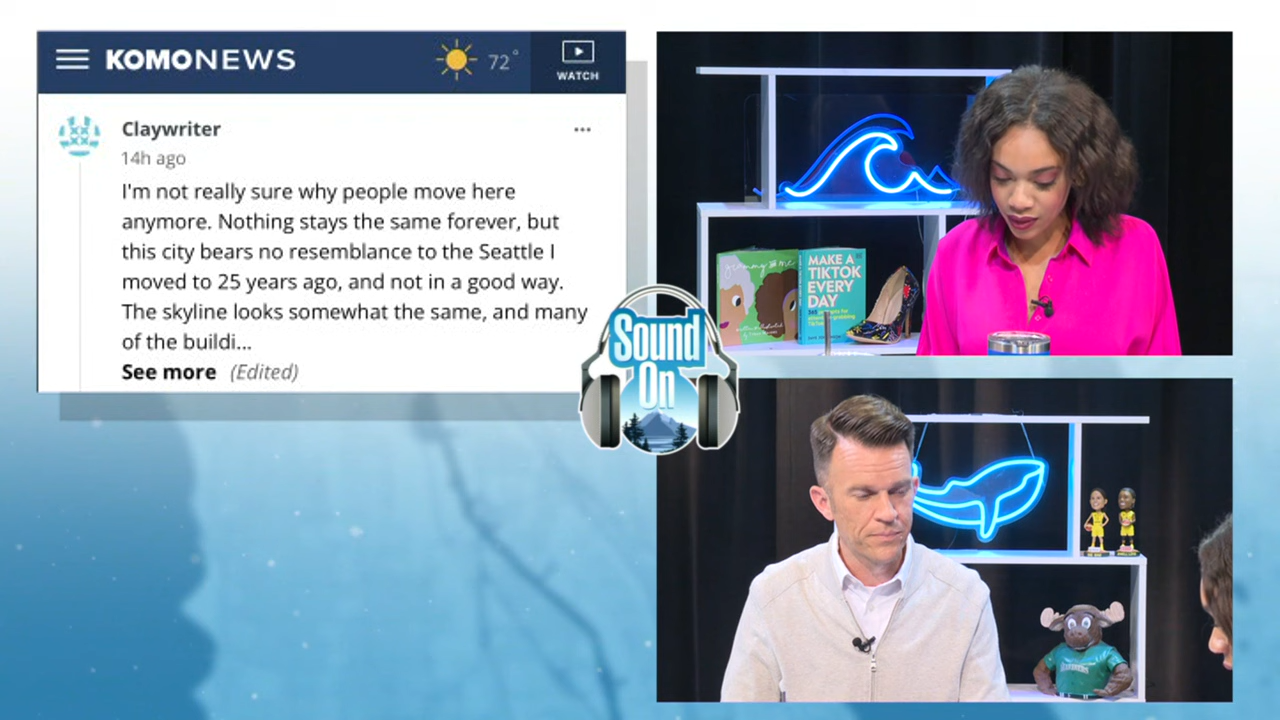 KOMONEWS
72°
WATCH
Claywriter
14h ago
I'm not really sure why people move here
anymore. Nothing stays the same forever, but
this city bears no resemblance to the Seattle I
moved to 25 years ago, and not in a good way.
The skyline looks somewhat the same, and many
of the buildi...
See more (Edited)
Sound
On
MAKE A
TIKTOK
EVERY
DAY